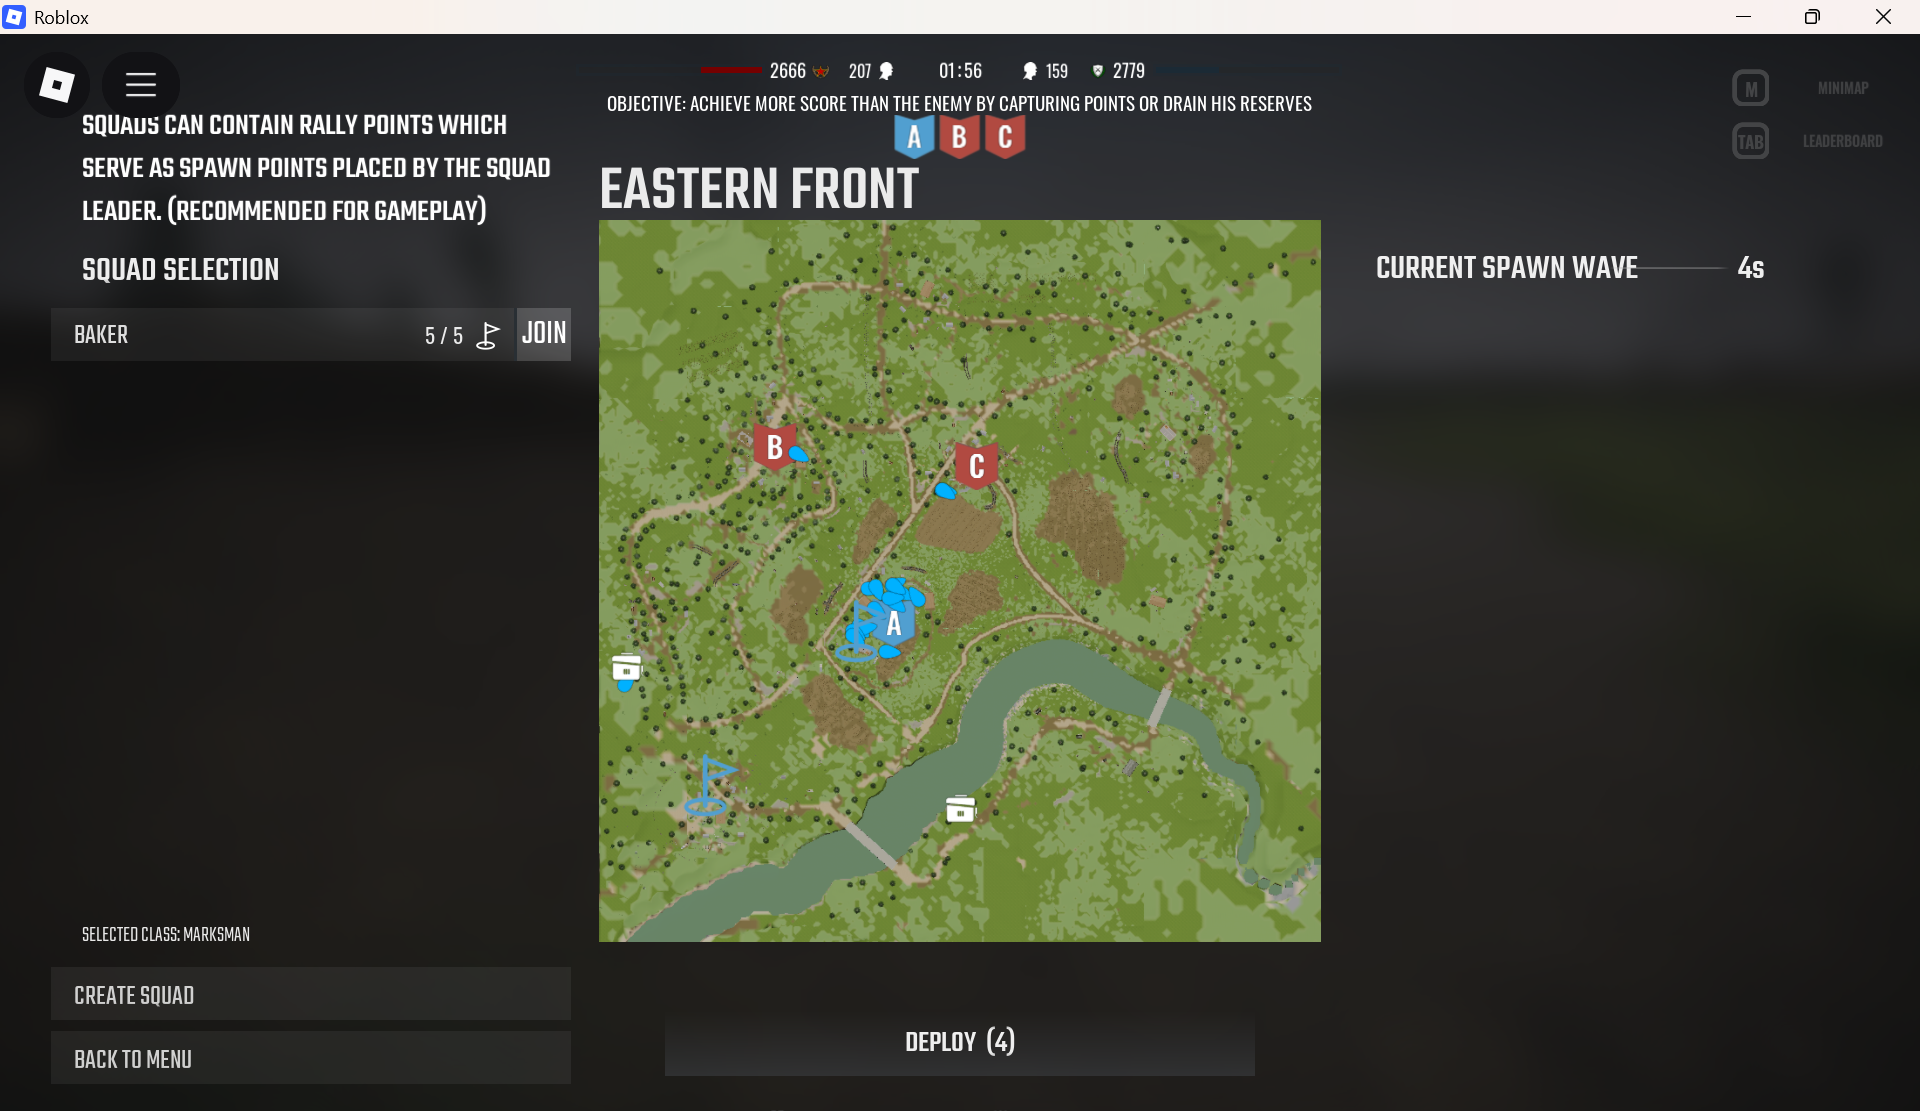 Roblox
2666 207 01:56 159 2779
OBJECTIVE: ACHIEVE MORE SCORE THAN THE ENEMY BY CAPTURING POINTS OR DRAIN HIS RESERVES
A B C
M MINIMAP
TAB LEADERBOARD
SQUADS CAN CONTAIN RALLY POINTS WHICH
SERVE AS SPAWN POINTS PLACED BY THE SQUAD
LEADER. (RECOMMENDED FOR GAMEPLAY)
SQUAD SELECTION
BAKER 5 / 5 JOIN
EASTERN FRONT
B
C
A
CURRENT SPAWN WAVE 4s
SELECTED CLASS: MARKSMAN
CREATE SQUAD
BACK TO MENU
DEPLOY (4)